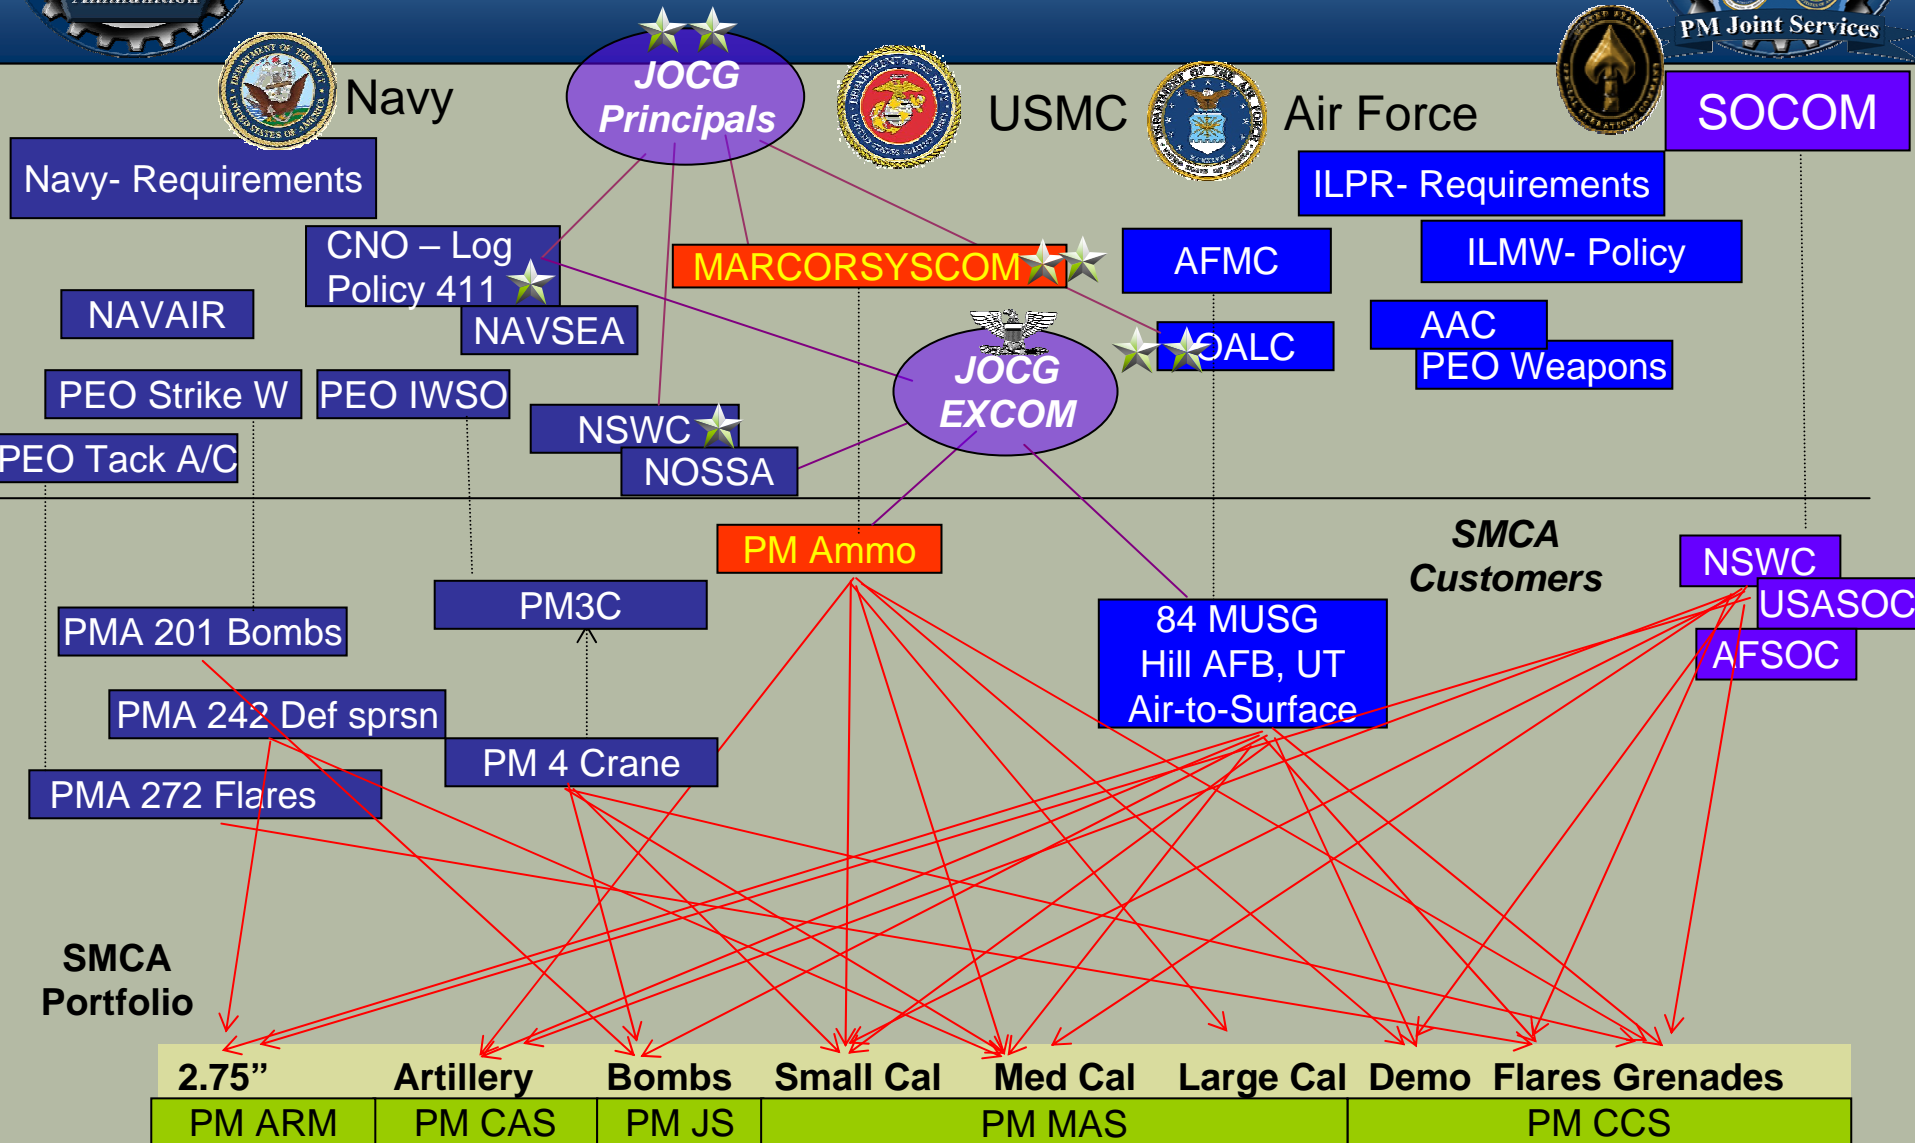 Ammunition
PM Joint Services
Navy
JOCG
Principals
USMC
Air Force
SOCOM
Navy- Requirements
ILPR- Requirements
CNO – Log
Policy 411
MARCORSYSCOM
AFMC
ILMW- Policy
NAVAIR
NAVSEA
OALC
AAC
PEO Weapons
JOCG
EXCOM
PEO Strike W
PEO IWSO
NSWC
NOSSA
PEO Tack A/C
PM Ammo
SMCA
Customers
NSWC
USASOC
AFSOC
PM3C
PMA 201 Bombs
84 MUSG
Hill AFB, UT
Air-to-Surface
PMA 242 Def sprsn
PM 4 Crane
PMA 272 Flares
SMCA
Portfolio
2.75” Artillery Bombs Small Cal Med Cal Large Cal Demo Flares Grenades
PM ARM PM CAS PM JS PM MAS PM CCS